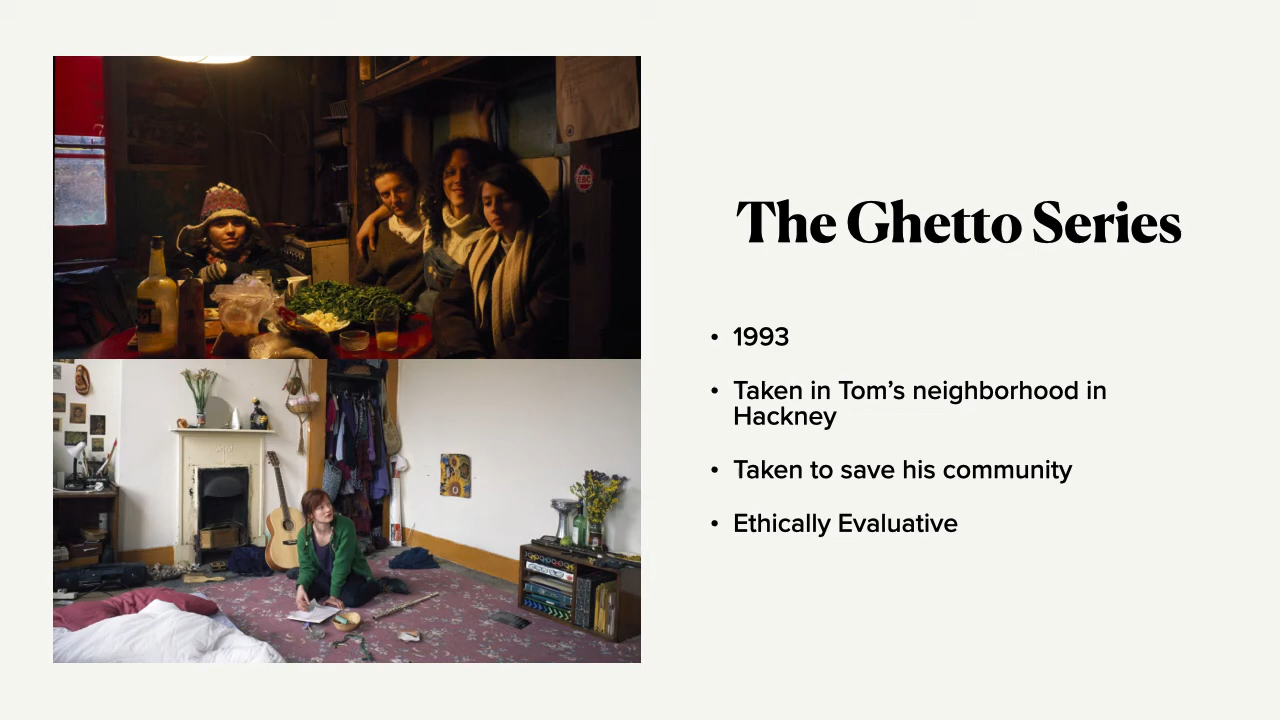 The Ghetto Series
• 1993
• Taken in Tom’s neighborhood in
Hackney
• Taken to save his community
• Ethically Evaluative